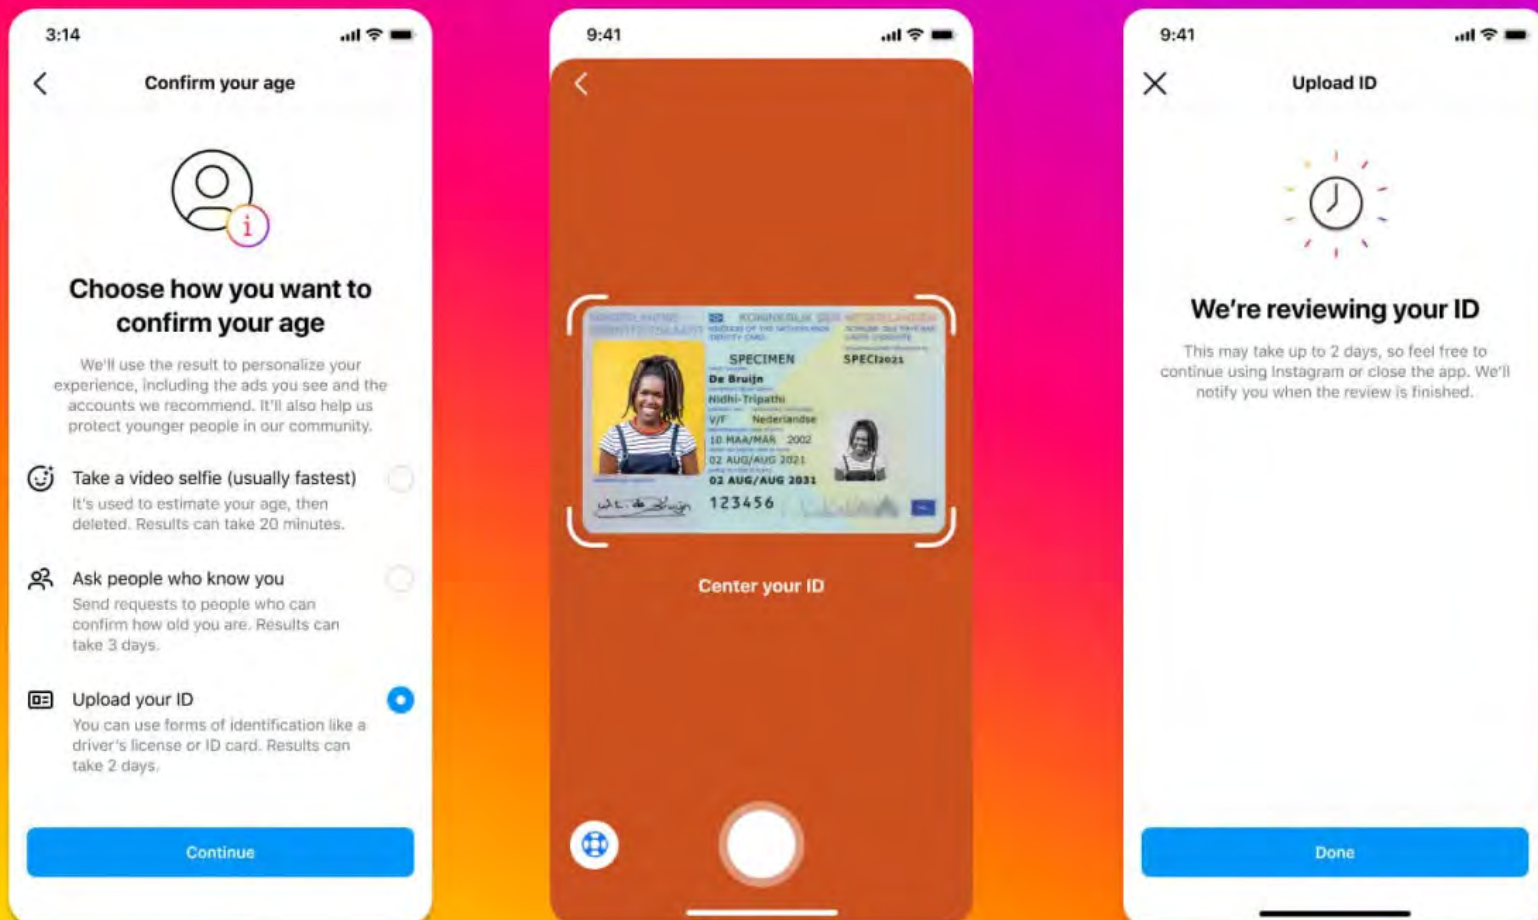 3:14
Confirm your age
Choose how you want to
confirm your age
We'll use the result to personalize your
experience, including the ads you see and the
accounts we recommend. It'll also help us
protect younger people in our community.
Take a video selfie (usually fastest)
It's used to estimate your age, then
deleted. Results can take 20 minutes.
Ask people who know you
Send requests to people who can
confirm how old you are. Results can
take 3 days.
Upload your ID
You can use forms of identification like a
driver's license or ID card. Results can
take 2 days.
Continue
9:41
SPECIMEN
SPECI2021
De Bruijn
Nidhi-Tripathi
V/F Nederlandse
10 MAA/MAR 2002
02 AUG/AUG 2021
02 AUG/AUG 2031
123456
Center your ID
9:41
Upload ID
We're reviewing your ID
This may take up to 2 days, so feel free to
continue using Instagram or close the app. We'll
notify you when the review is finished.
Done